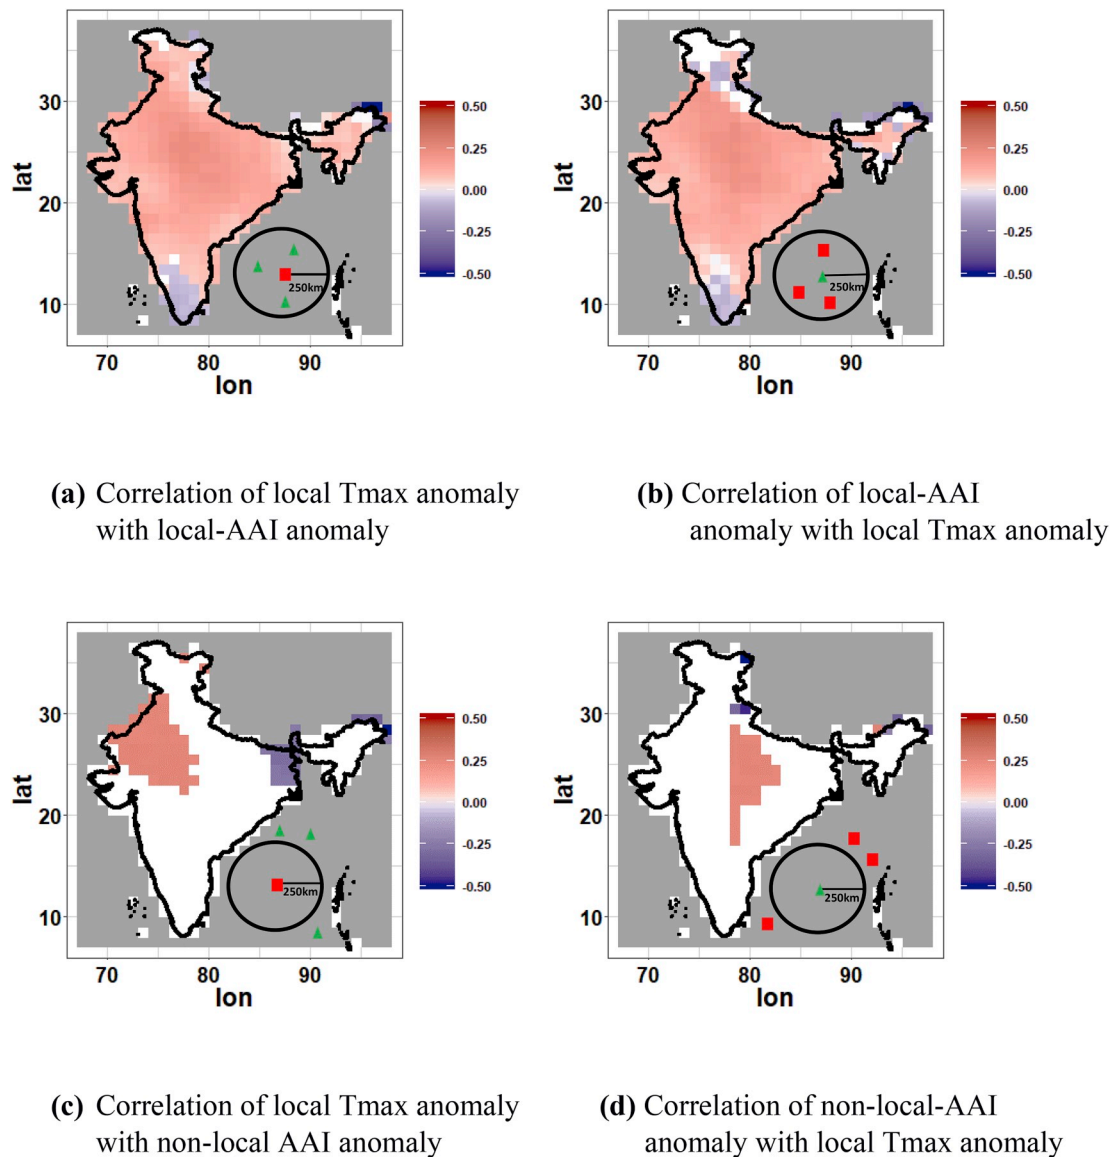 30
20
10
lat
70 80 90
lon
0.50
0.25
0.00
-0.25
-0.50
250km
30
20
10
lat
70 80 90
lon
0.50
0.25
0.00
-0.25
-0.50
250km
(a) Correlation of local Tmax anomaly
with local-AAI anomaly
(b) Correlation of local-AAI
anomaly with local Tmax anomaly
30
20
10
lat
70 80 90
lon
0.50
0.25
0.00
-0.25
-0.50
250km
30
20
10
lat
70 80 90
lon
0.50
0.25
0.00
-0.25
-0.50
250km
(c) Correlation of local Tmax anomaly
with non-local AAI anomaly
(d) Correlation of non-local-AAI
anomaly with local Tmax anomaly